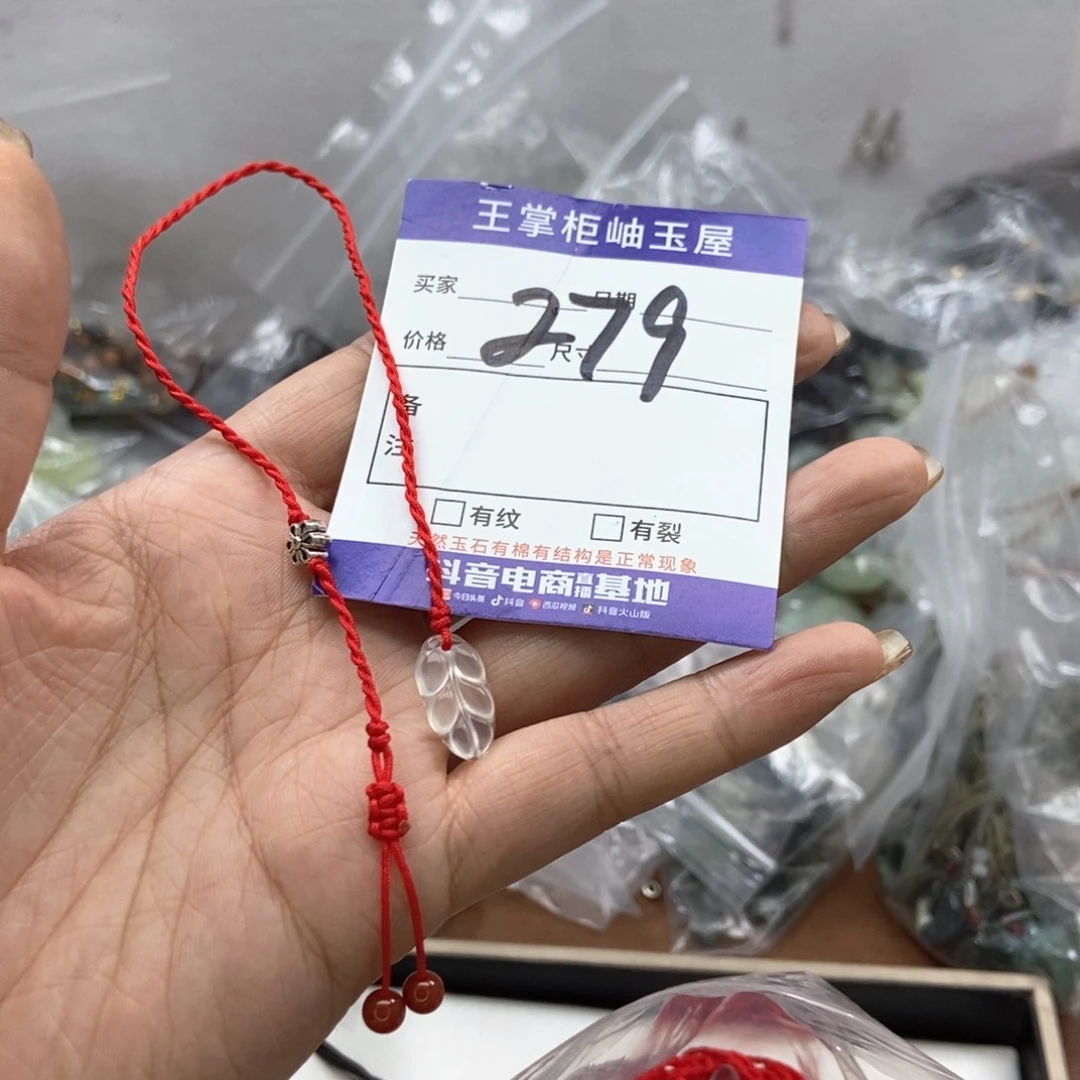 王掌柜岫玉屋
买家 日期
279
价格 尺寸
备
注
有纹 有裂
天然玉石有棉有结构是正常现象
抖音电商直播基地
今日头条 抖音 西瓜视频 抖音火山版